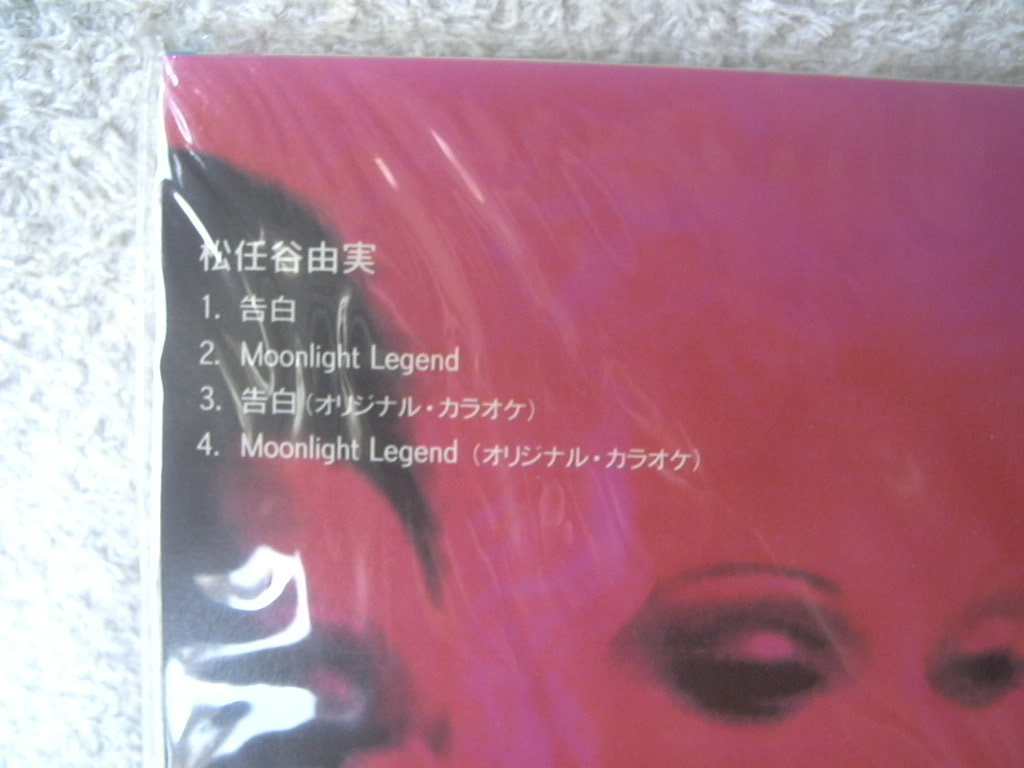 松任谷由実
1. 告白
2. Moonlight Legend
3. 告白(オリジナル・カラオケ)
4. Moonlight Legend (オリジナル・カラオケ)